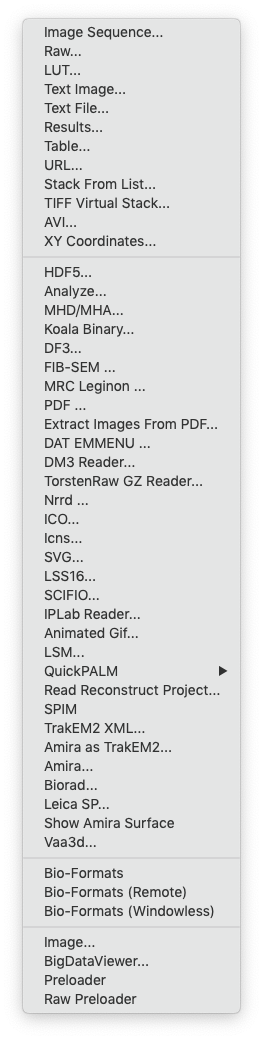 Image Sequence...
Raw...
LUT...
Text Image...
Text File...
Results...
Table...
URL...
Stack From List...
TIFF Virtual Stack...
AVI...
XY Coordinates...
HDF5...
Analyze...
MHD/MHA...
Koala Binary...
DF3...
FIB-SEM ...
MRC Leginon ...
PDF ...
Extract Images From PDF...
DAT EMMENU ...
DM3 Reader...
TorstenRaw GZ Reader...
Nrrd ...
ICO...
Icns...
SVG...
LSS16...
SCIFIO...
IPLab Reader...
Animated Gif...
LSM...
QuickPALM
Read Reconstruct Project...
SPIM
TrakEM2 XML...
Amira as TrakEM2...
Amira...
Biorad...
Leica SP...
Show Amira Surface
Vaa3d...
Bio-Formats
Bio-Formats (Remote)
Bio-Formats (Windowless)
Image...
BigDataViewer...
Preloader
Raw Preloader